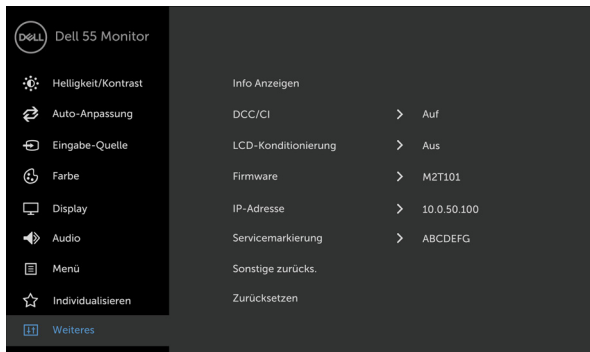 DELL Dell 55 Monitor
Helligkeit/Kontrast Info Anzeigen
Auto-Anpassung DCC/CI Auf
Eingabe-Quelle LCD-Konditionierung Aus
Farbe Firmware M2T101
Display IP-Adresse 10.0.50.100
Audio Servicemarkierung ABCDEFG
Menü Sonstige zurücks.
Individualisieren Zurücksetzen
Weiteres